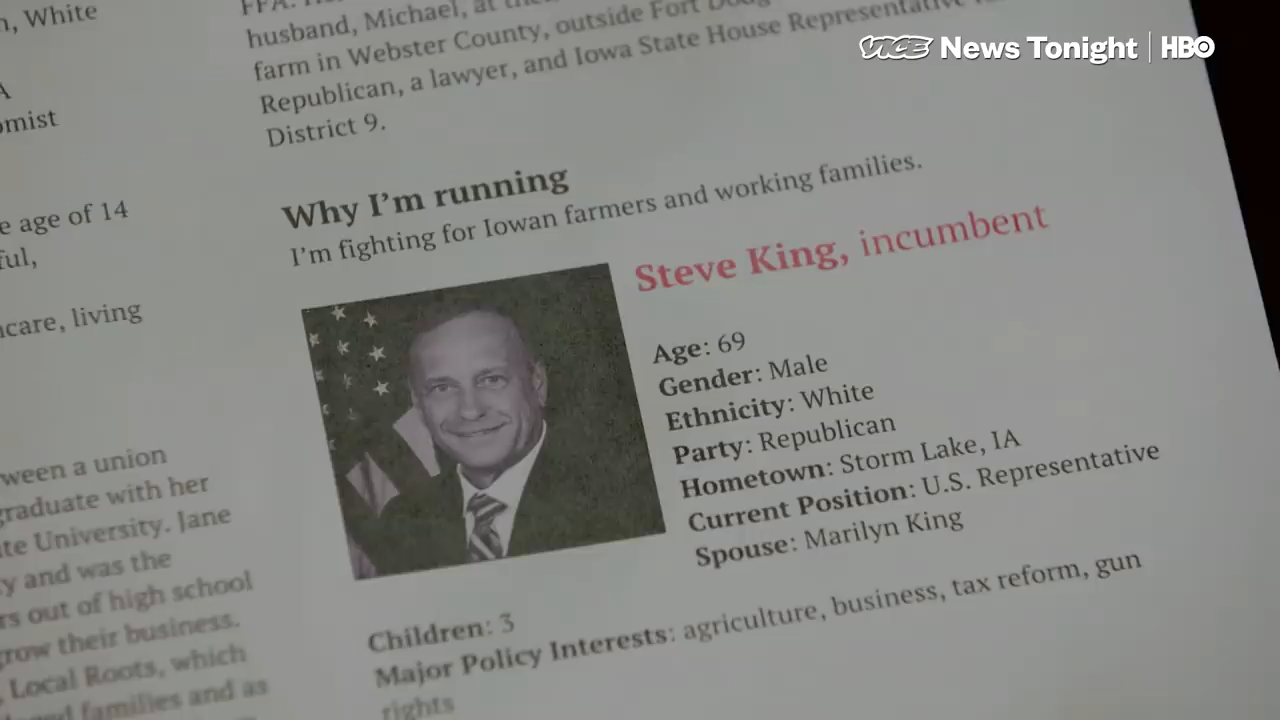 VICE News Tonight | HBO
n, White
A
omist
e age of 14
ful,
ncare, living
ween a union
graduate with her
te University. Jane
y and was the
rs out of high school
grow their business.
Local Roots, which
families and as
husband, Michael, at
farm in Webster County, outside Fort
Republican, a lawyer, and Iowa State House Representative
District 9.
Why I'm running
I'm fighting for Iowan farmers and working families.
Steve King, incumbent
Age: 69
Gender: Male
Ethnicity: White
Party: Republican
Hometown: Storm Lake, IA
Current Position: U.S. Representative
Spouse: Marilyn King
Children: 3
Major Policy Interests: agriculture, business, tax reform, gun
rights